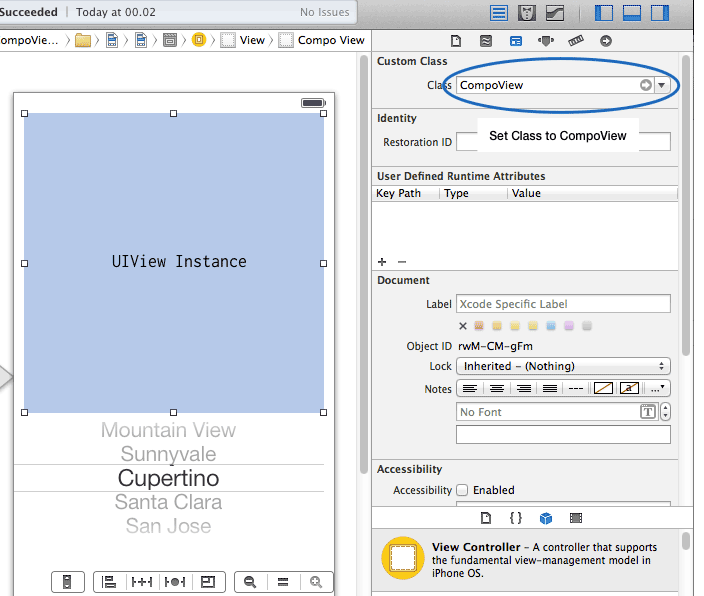 Succeeded | Today at 00.02 No Issues
ompoVie... View Compo View
Custom Class
Class CompoView
Identity
Set Class to CompoView
Restoration ID
User Defined Runtime Attributes
Key Path Type Value
UIView Instance
+ −
Document
Label Xcode Specific Label
Object ID rwM-CM-gFm
Lock Inherited - (Nothing)
Notes
No Font T
Mountain View
Sunnyvale
Cupertino
Santa Clara
San Jose
Accessibility
Accessibility Enabled
{ }
View Controller - A controller that supports
the fundamental view-management model in
iPhone OS.